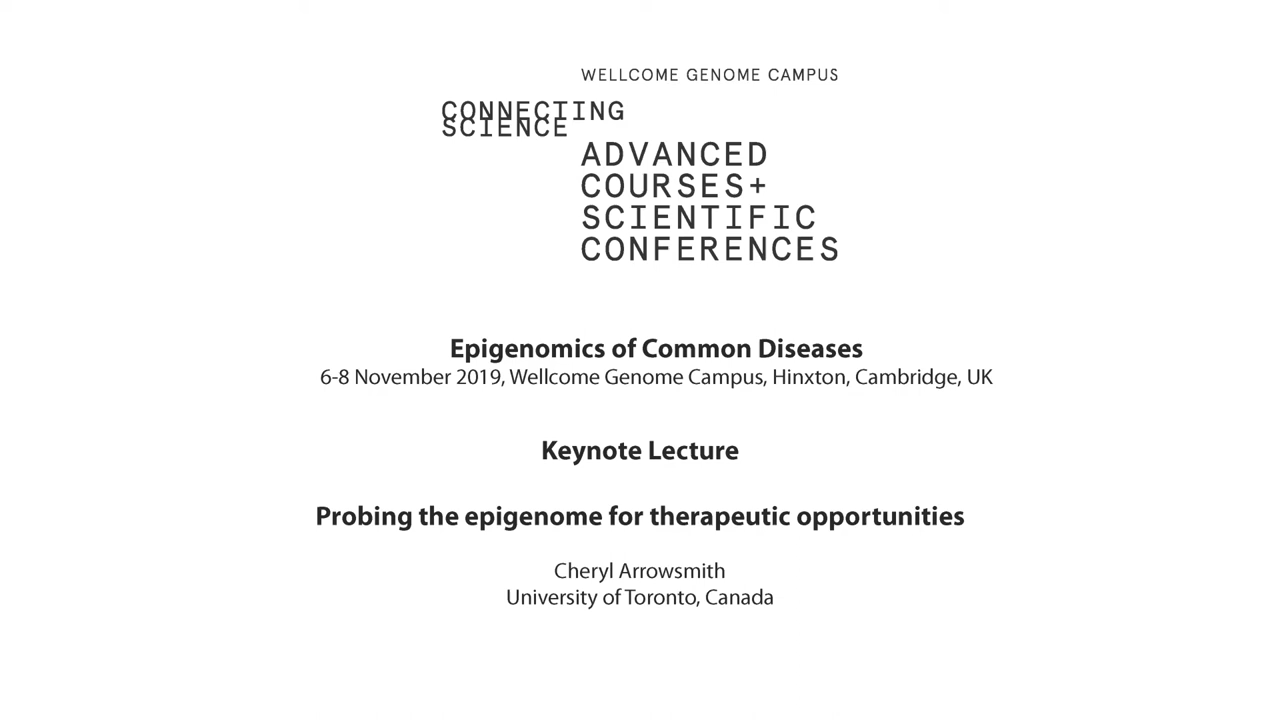 WELLCOME GENOME CAMPUS
CONNECTIING
SCIENCE
ADVANCED
COURSES+
SCIENTIFIC
CONFERENCES
Epigenomics of Common Diseases
6-8 November 2019, Wellcome Genome Campus, Hinxton, Cambridge, UK
Keynote Lecture
Probing the epigenome for therapeutic opportunities
Cheryl Arrowsmith
University of Toronto, Canada